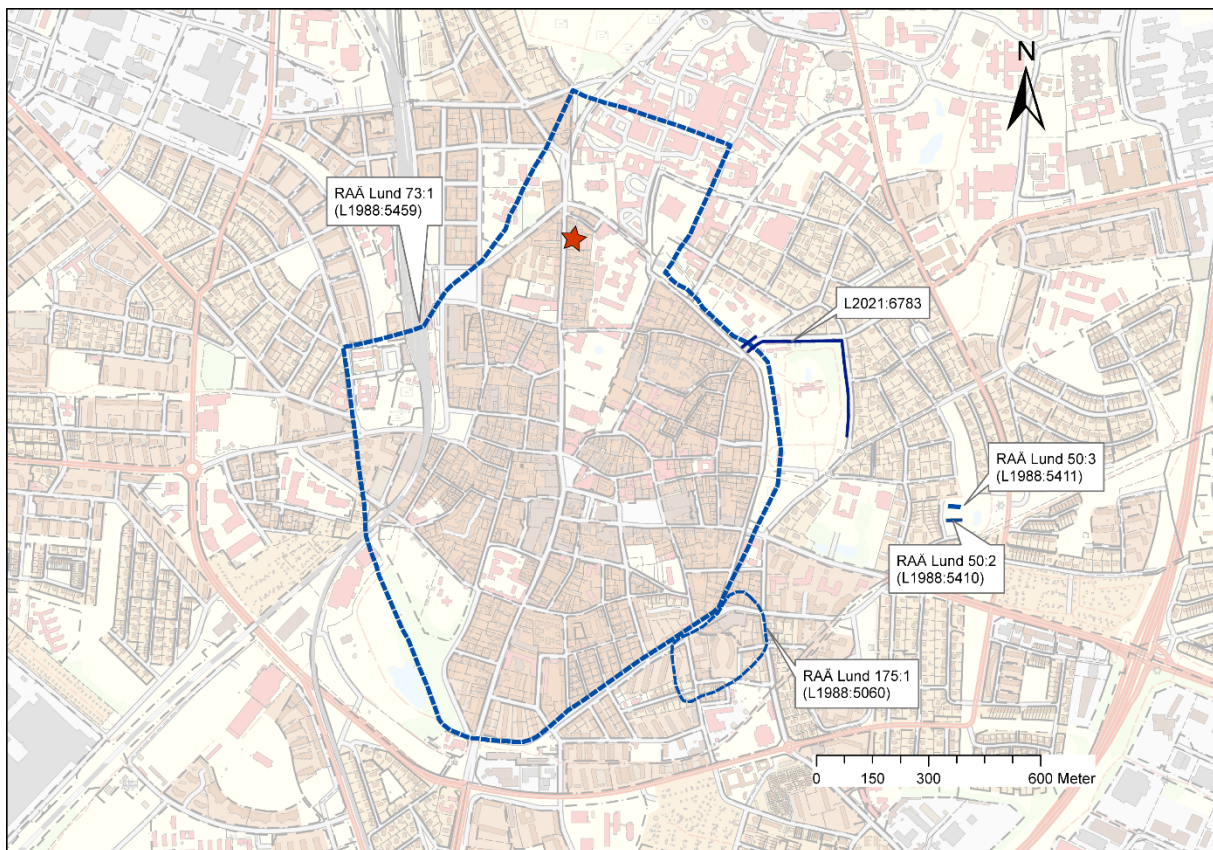 N
RAÄ Lund 73:1
(L1988:5459)
L2021:6783
RAÄ Lund 50:3
(L1988:5411)
RAÄ Lund 50:2
(L1988:5410)
RAÄ Lund 175:1
(L1988:5060)
0 150 300 600 Meter